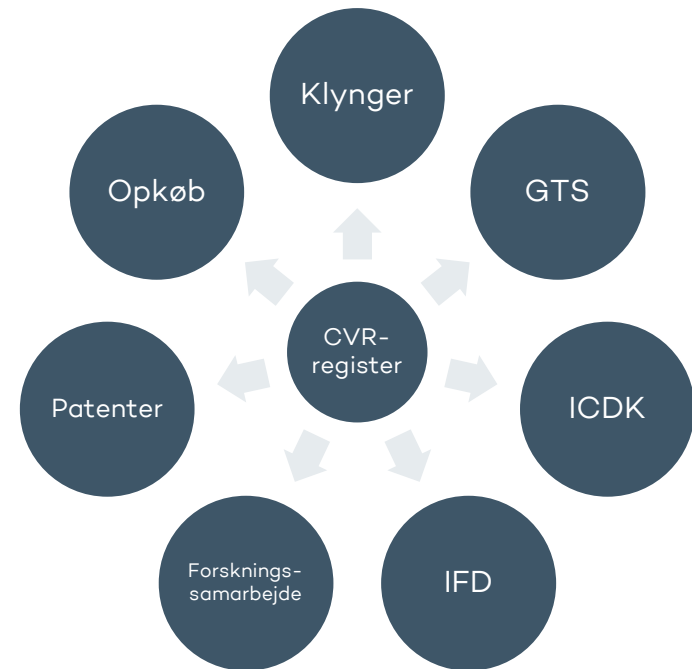 Klynger
Opkøb
GTS
CVR-
register
Patenter
ICDK
Forsknings-
samarbejde
IFD